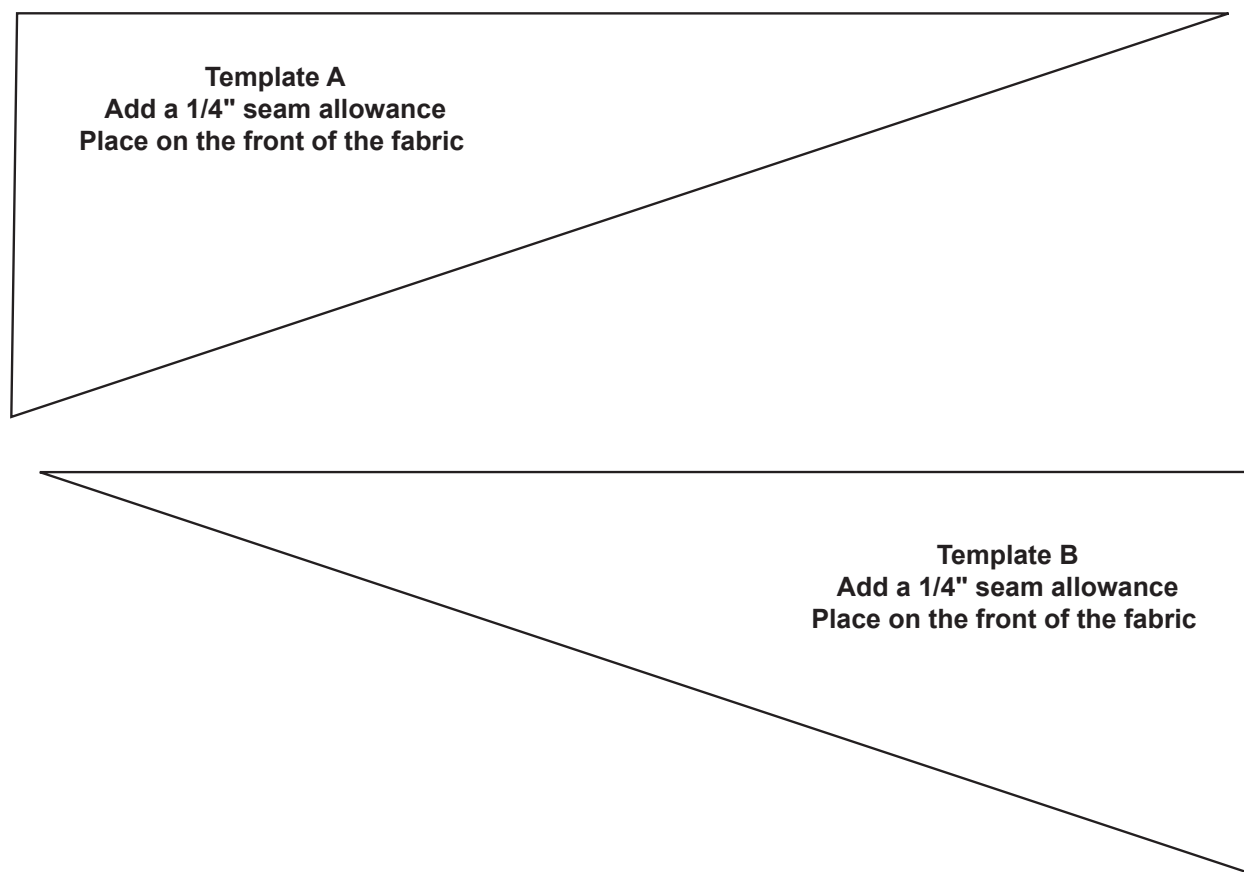 Template A
Add a 1/4" seam allowance
Place on the front of the fabric
Template B
Add a 1/4" seam allowance
Place on the front of the fabric